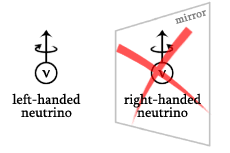 mirror
ν
ν
left-handed
neutrino
right-handed
neutrino